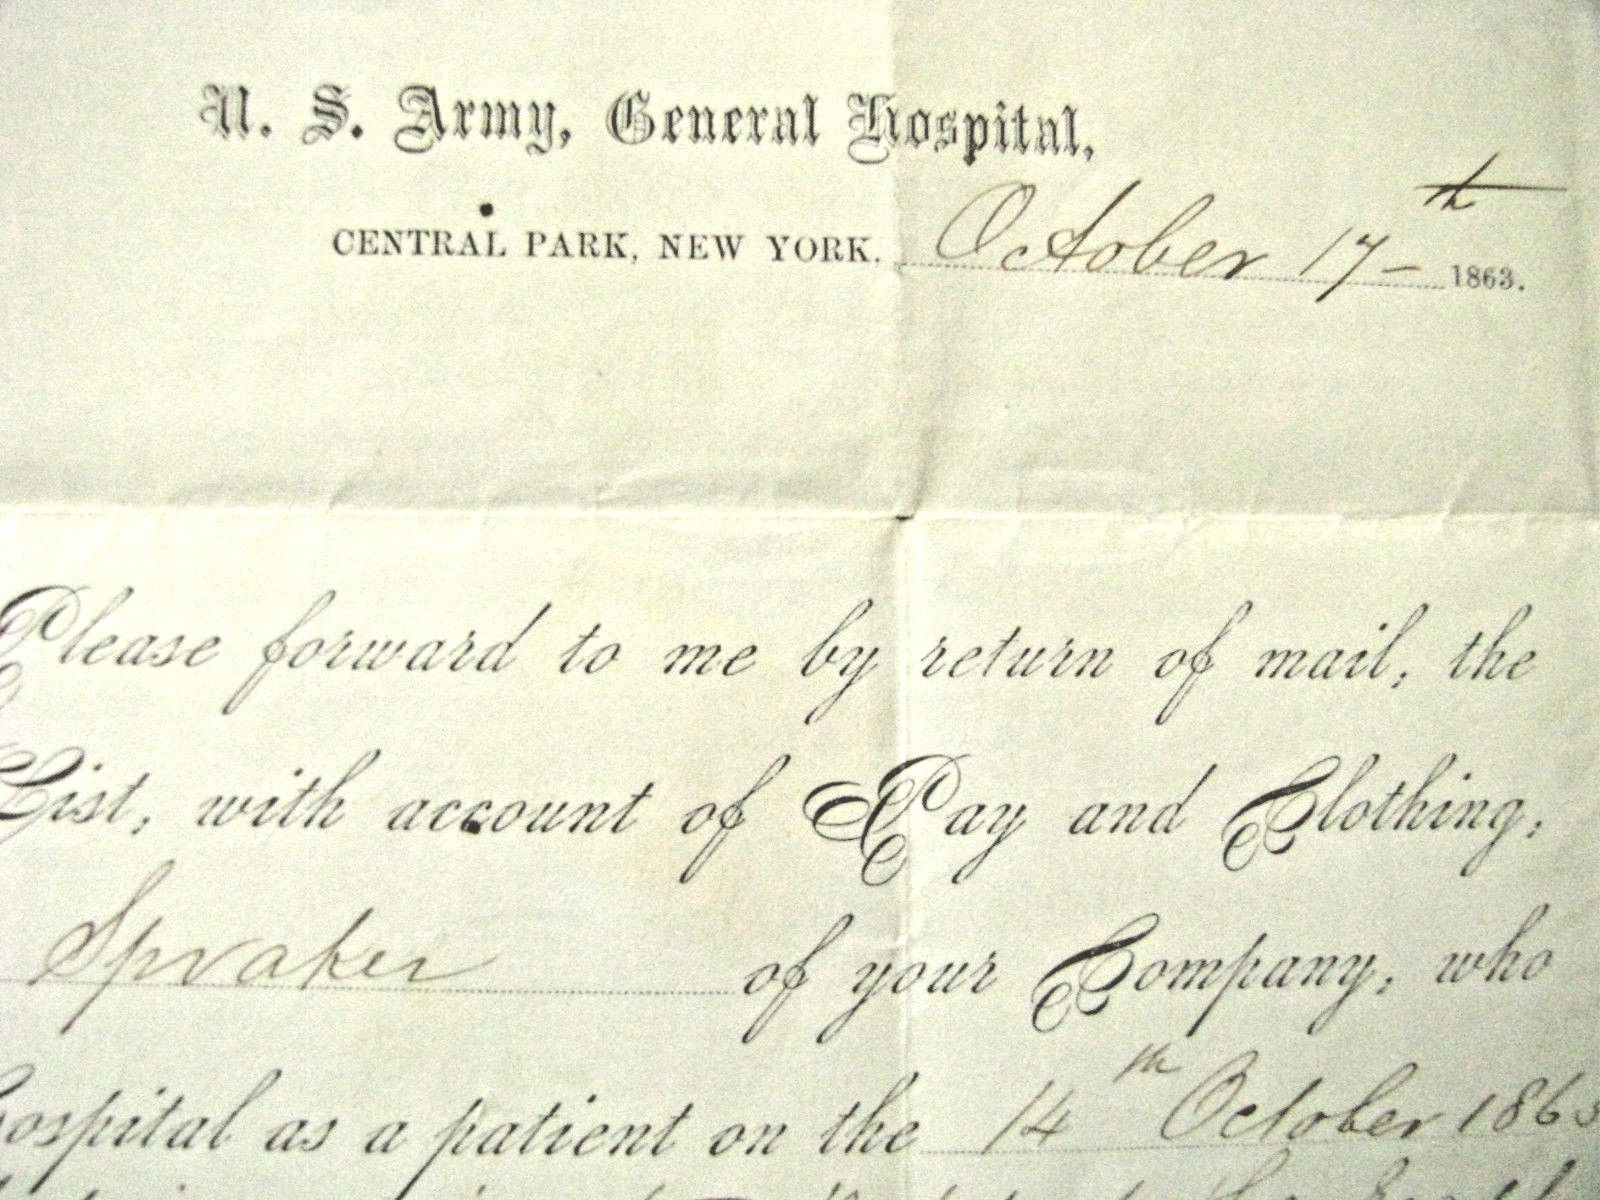 U. S. Army, General Hospital,
CENTRAL PARK, NEW YORK. October 17th 1863.
Please forward to me by return of mail, the
List, with account of Pay and Clothing,
Spraker of your Company, who
hospital as a patient on the 14th October 1863